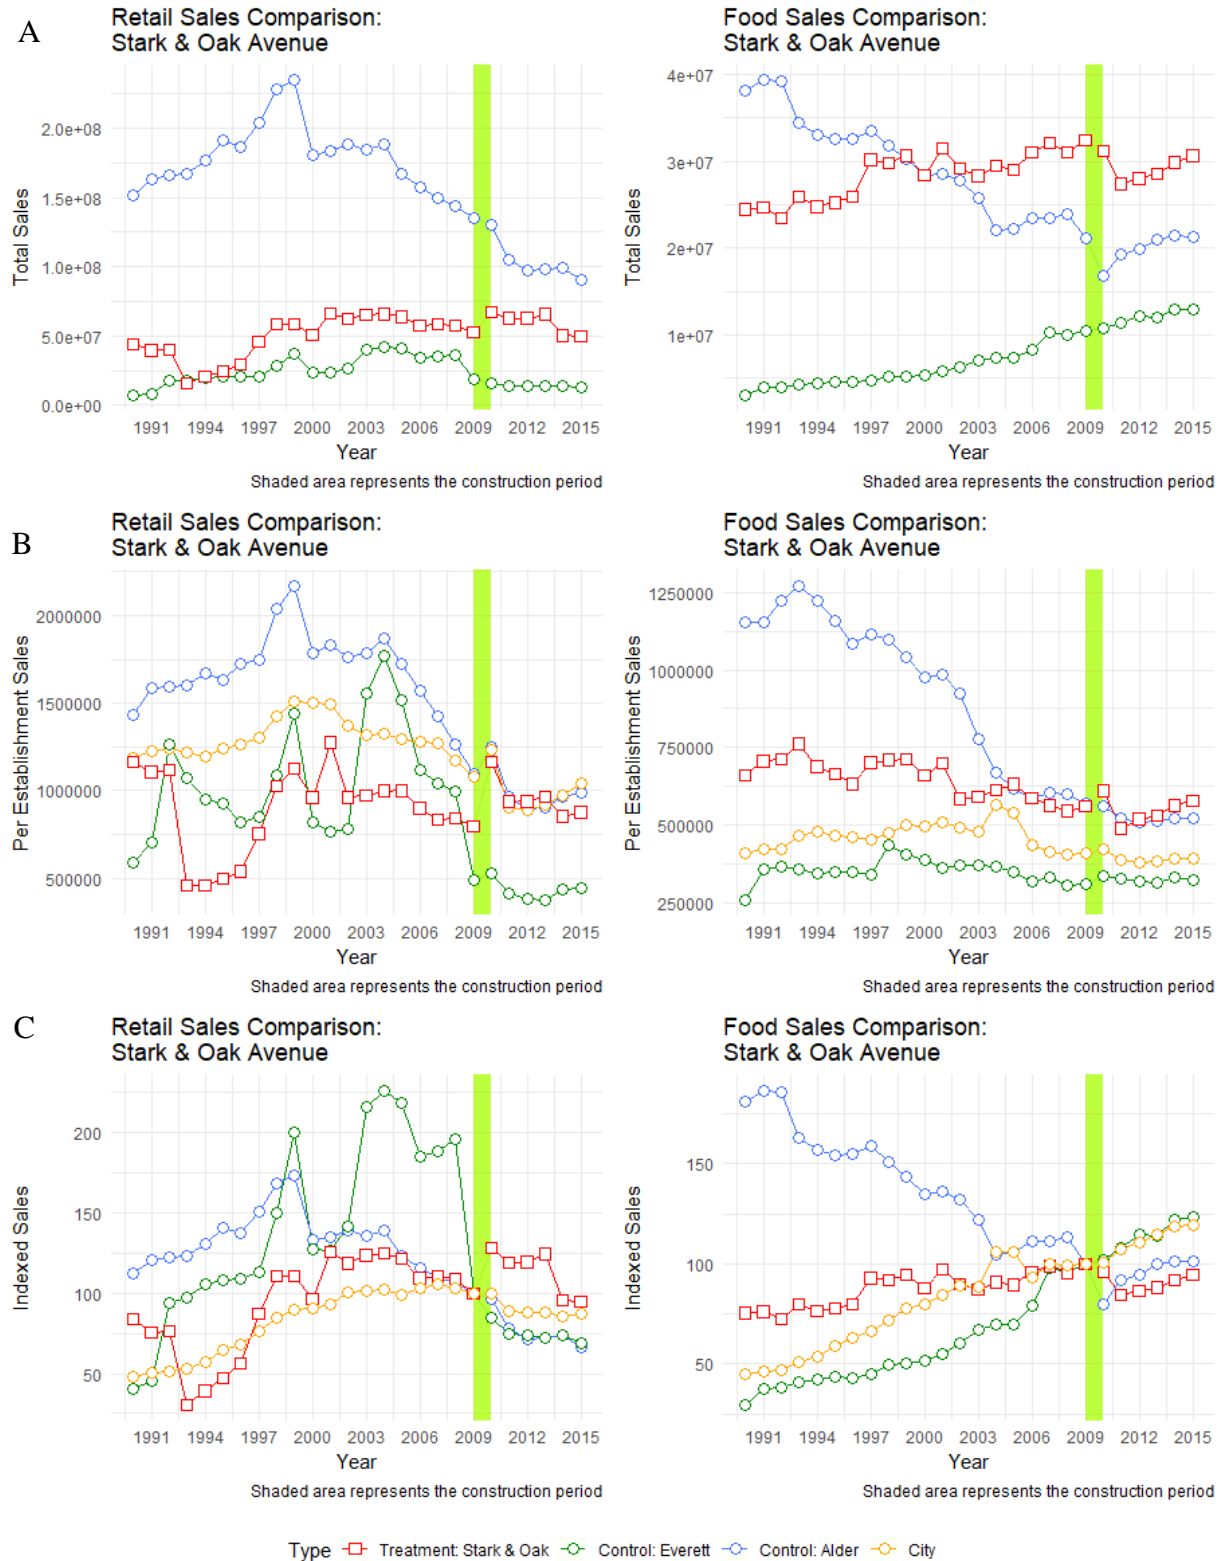 A
Retail Sales Comparison:
Stark & Oak Avenue
Total Sales
2.0e+08
1.5e+08
1.0e+08
5.0e+07
0.0e+00
1991 1994 1997 2000 2003 2006 2009 2012 2015
Year
Shaded area represents the construction period
Food Sales Comparison:
Stark & Oak Avenue
Total Sales
4e+07
3e+07
2e+07
1e+07
1991 1994 1997 2000 2003 2006 2009 2012 2015
Year
Shaded area represents the construction period
B
Retail Sales Comparison:
Stark & Oak Avenue
Per Establishment Sales
2000000
1500000
1000000
500000
1991 1994 1997 2000 2003 2006 2009 2012 2015
Year
Shaded area represents the construction period
Food Sales Comparison:
Stark & Oak Avenue
Per Establishment Sales
1250000
1000000
750000
500000
250000
1991 1994 1997 2000 2003 2006 2009 2012 2015
Year
Shaded area represents the construction period
C
Retail Sales Comparison:
Stark & Oak Avenue
Indexed Sales
200
150
100
50
1991 1994 1997 2000 2003 2006 2009 2012 2015
Year
Shaded area represents the construction period
Food Sales Comparison:
Stark & Oak Avenue
Indexed Sales
150
100
50
1991 1994 1997 2000 2003 2006 2009 2012 2015
Year
Shaded area represents the construction period
Type Treatment: Stark & Oak Control: Everett Control: Alder City